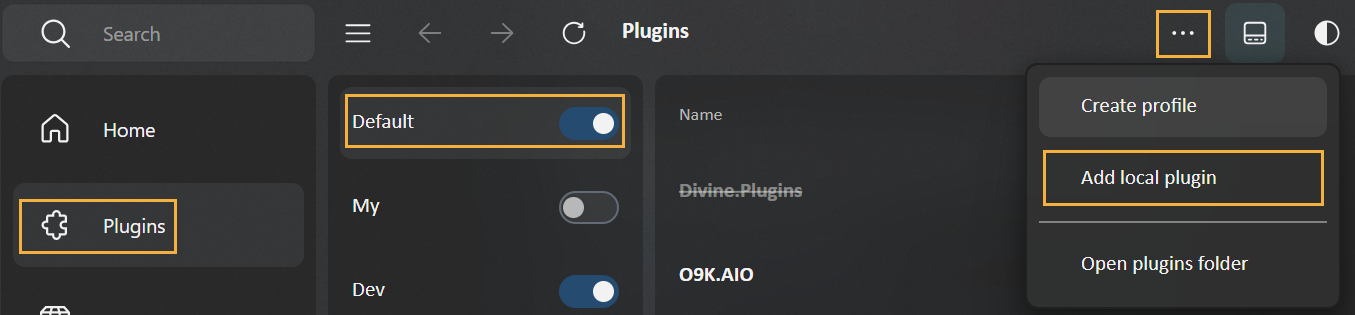 Search
Plugins
Home
Plugins
Default
My
Dev
Name
Divine.Plugins
O9K.AIO
Create profile
Add local plugin
Open plugins folder